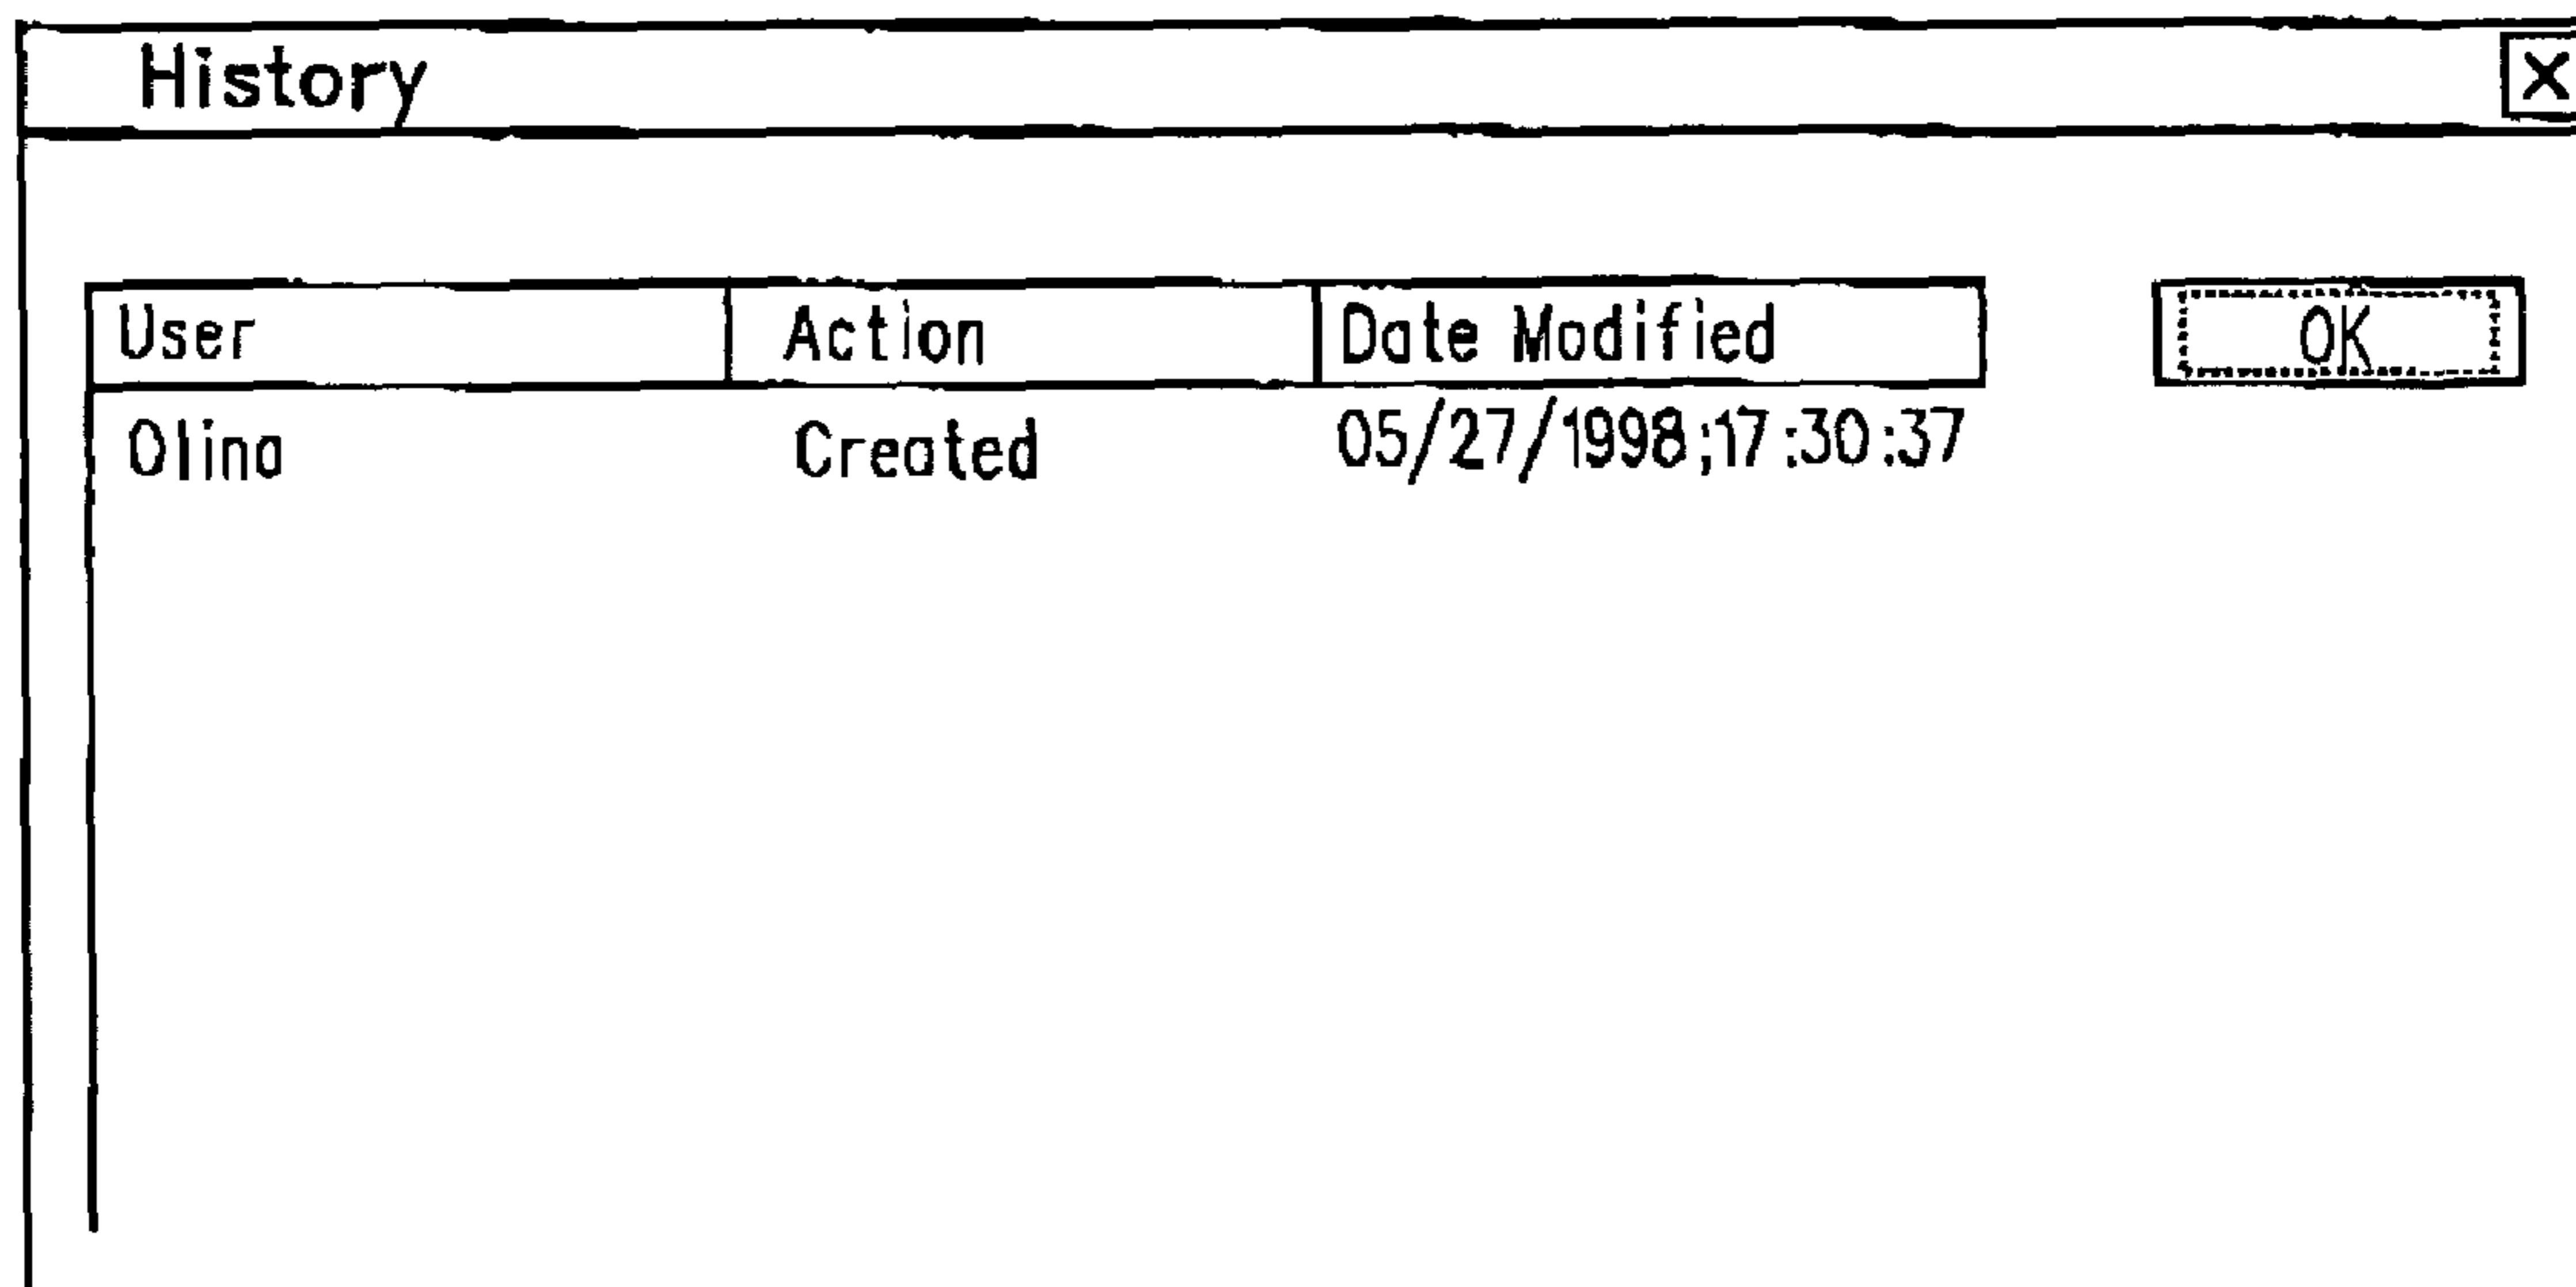 History X
User Action Date Modified OK
Olina Created 05/27/1998;17:30:37